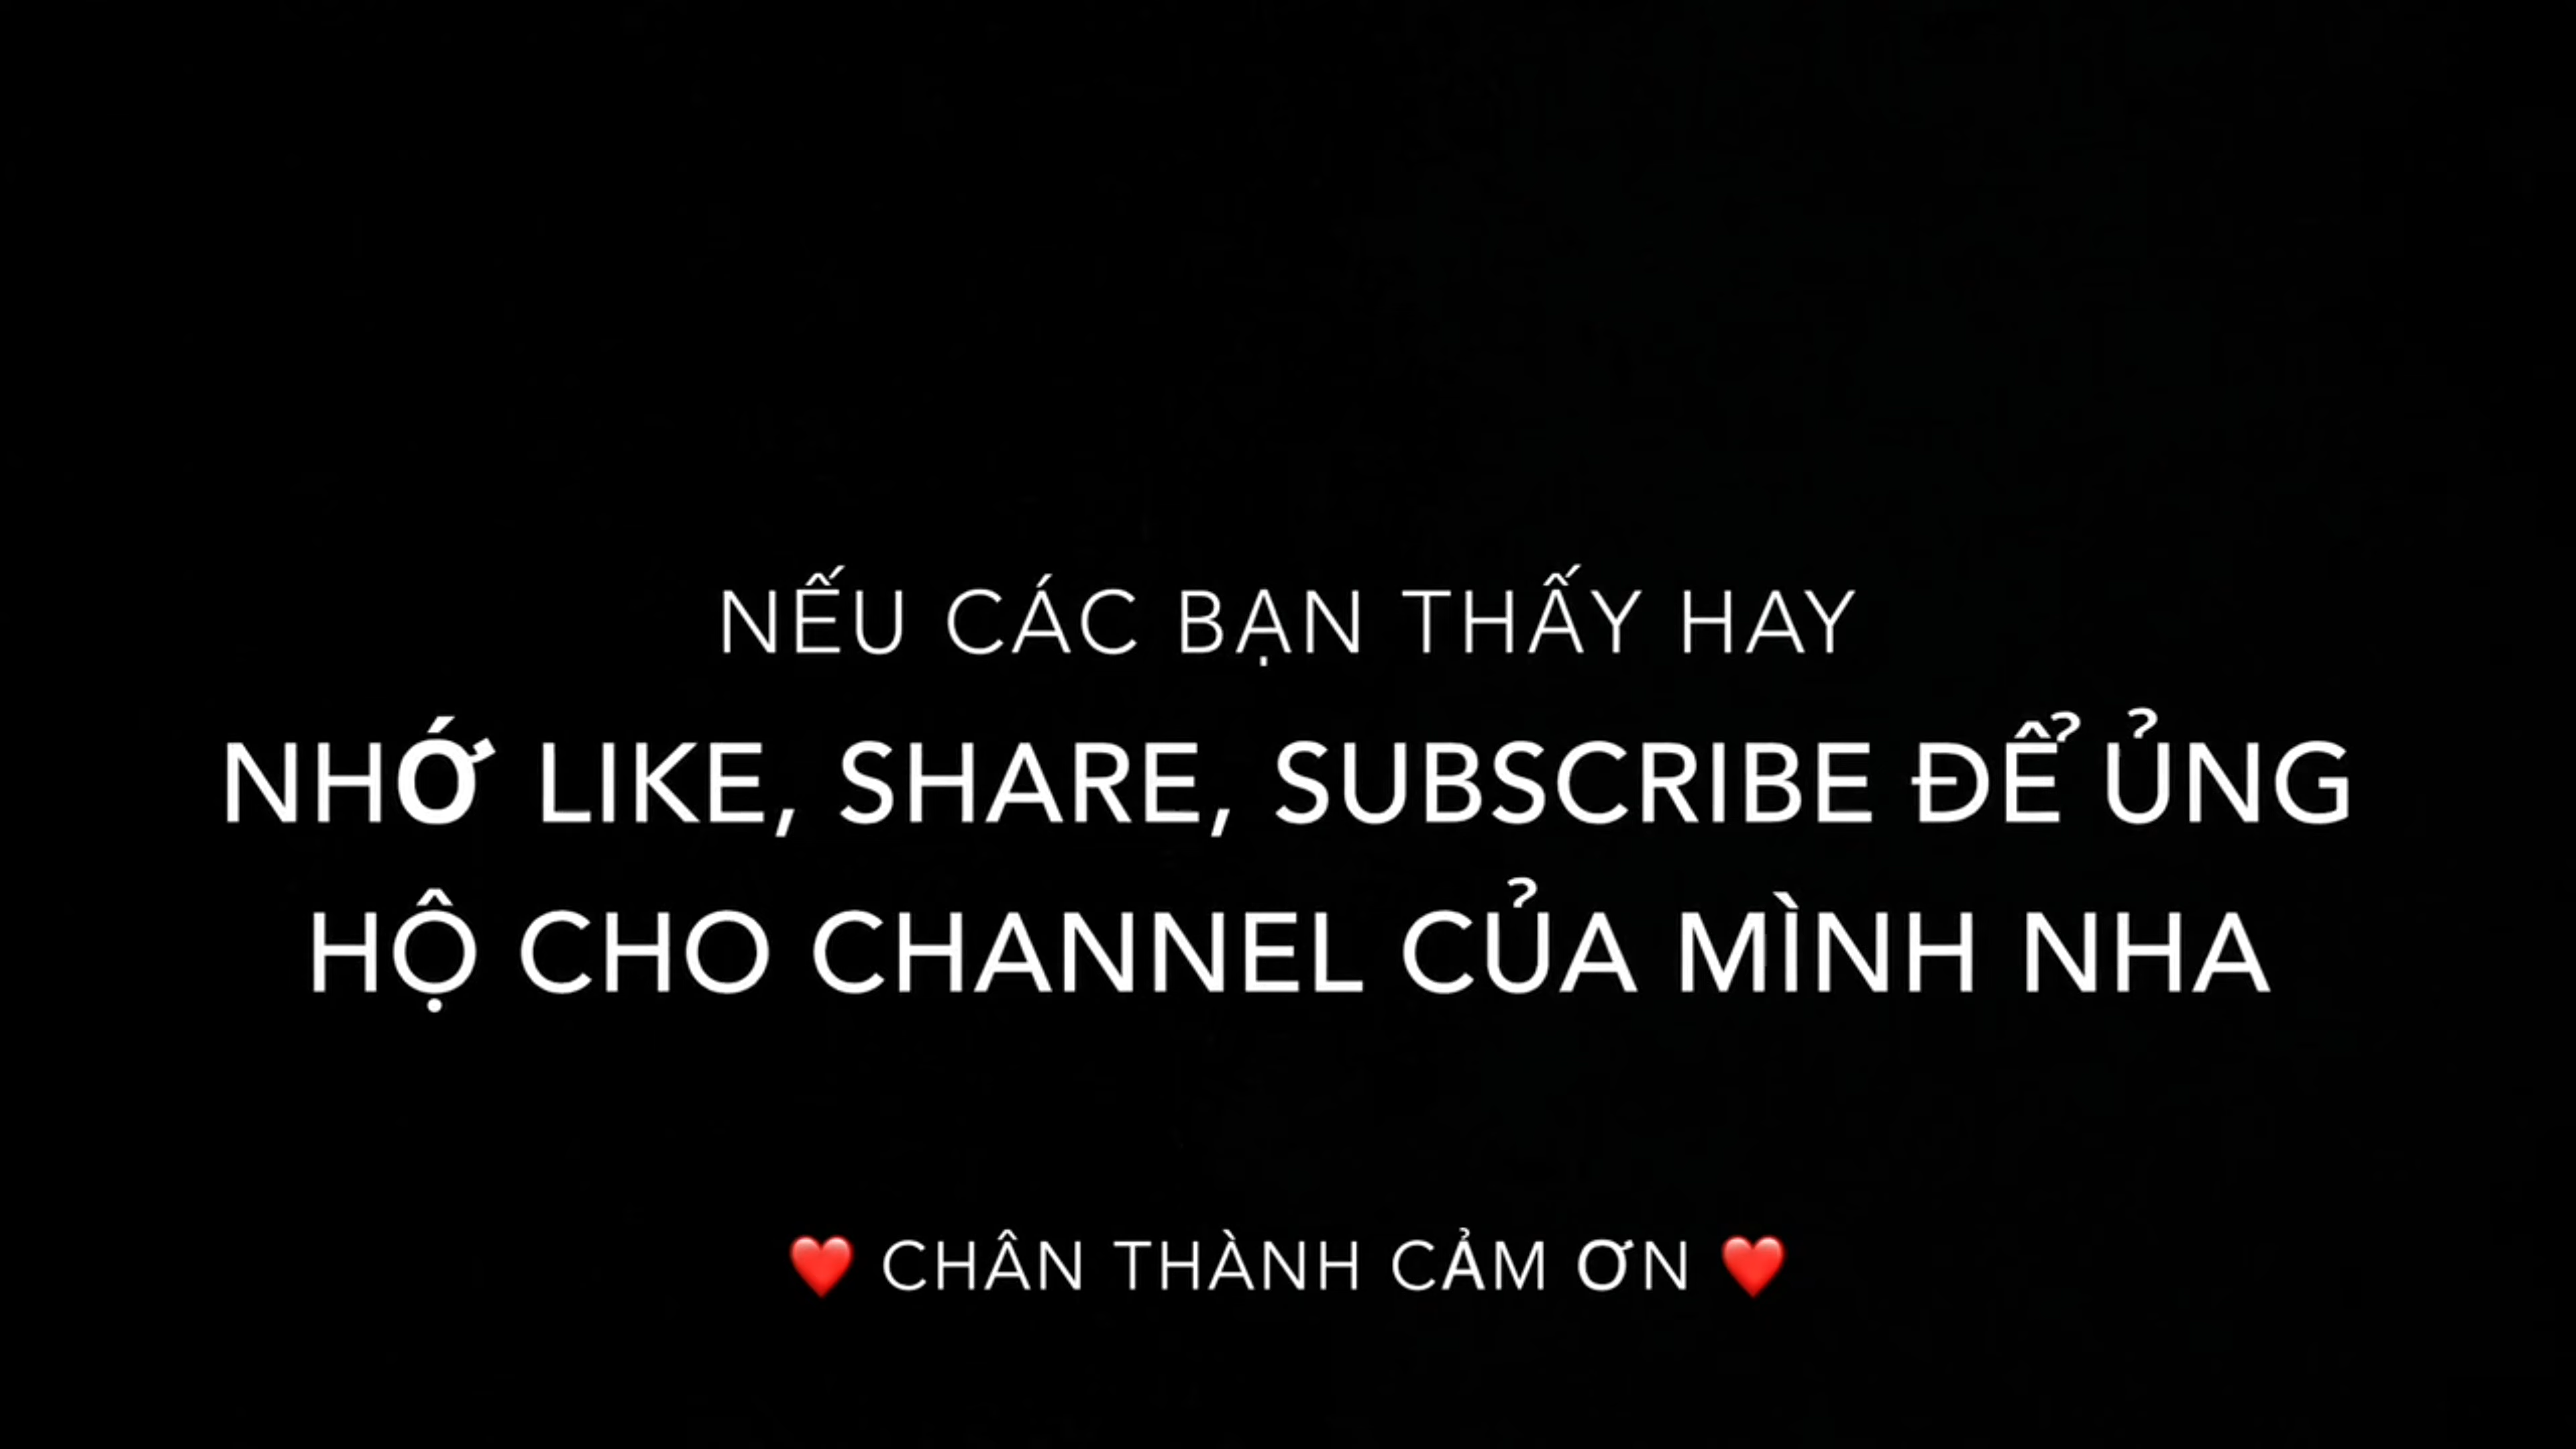 NẾU CÁC BẠN THẤY HAY
NHỚ LIKE, SHARE, SUBSCRIBE ĐỂ ỦNG
HỘ CHO CHANNEL CỦA MÌNH NHA
❤️ CHÂN THÀNH CẢM ƠN ❤️